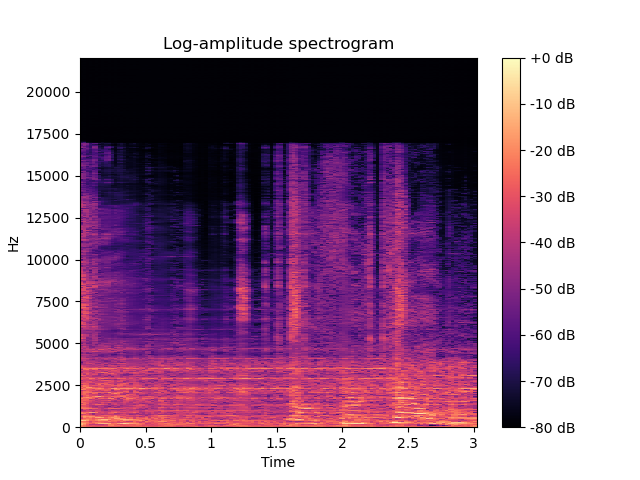 Log-amplitude spectrogram
+0 dB
20000
-10 dB
17500
-20 dB
15000
-30 dB
12500
Hz
10000
-40 dB
7500
-50 dB
5000
-60 dB
2500
-70 dB
0
-80 dB
0 0.5 1 1.5 2 2.5 3
Time